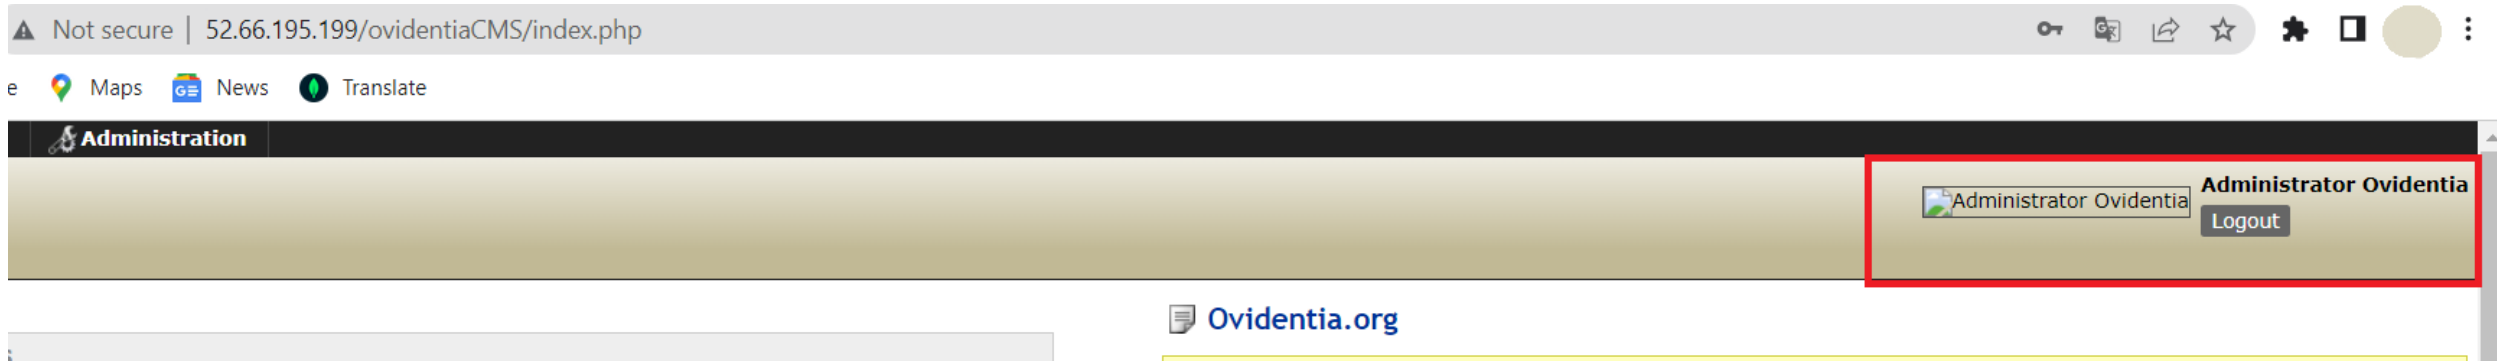 Not secure | 52.66.195.199/ovidentiaCMS/index.php
e Maps News Translate
Administration
Administrator Ovidentia
Administrator Ovidentia
Logout
Ovidentia.org